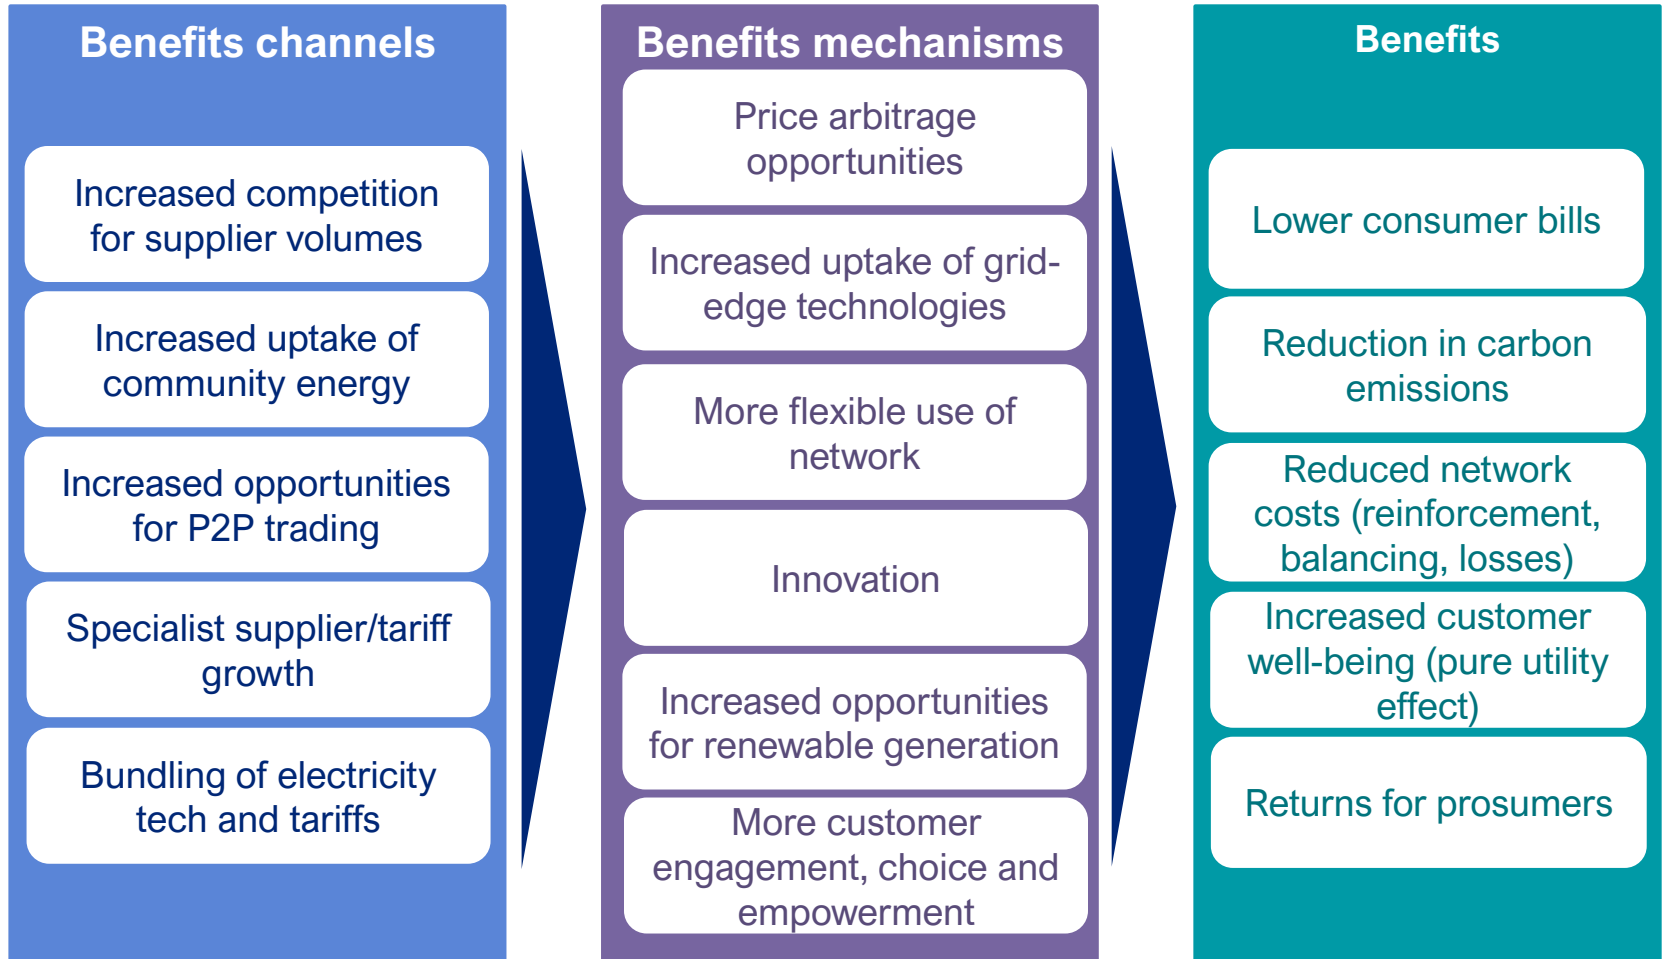 Benefits channels
Increased competition
for supplier volumes
Increased uptake of
community energy
Increased opportunities
for P2P trading
Specialist supplier/tariff
growth
Bundling of electricity
tech and tariffs
Benefits mechanisms
Price arbitrage
opportunities
Increased uptake of grid-
edge technologies
More flexible use of
network
Innovation
Increased opportunities
for renewable generation
More customer
engagement, choice and
empowerment
Benefits
Lower consumer bills
Reduction in carbon
emissions
Reduced network
costs (reinforcement,
balancing, losses)
Increased customer
well-being (pure utility
effect)
Returns for prosumers